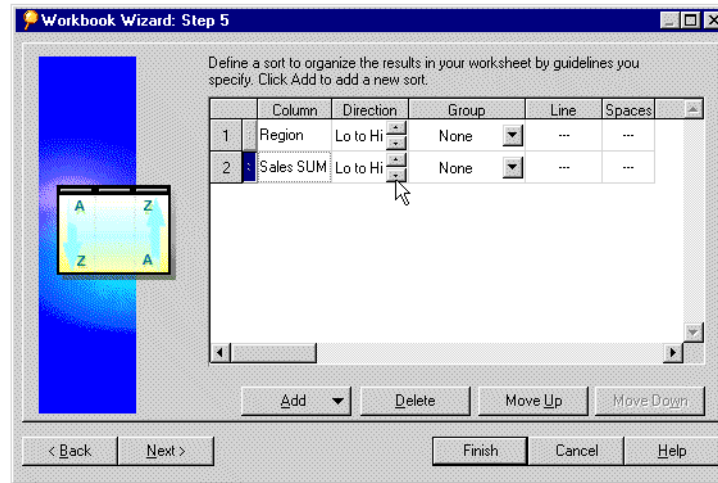 Workbook Wizard: Step 5
Define a sort to organize the results in your worksheet by guidelines you
specify. Click Add to add a new sort.
Column Direction Group Line Spaces
1 Region Lo to Hi None --- ---
2 Sales SUM Lo to Hi None --- ---
A Z
Z A
Add Delete Move Up Move Down
< Back Next > Finish Cancel Help